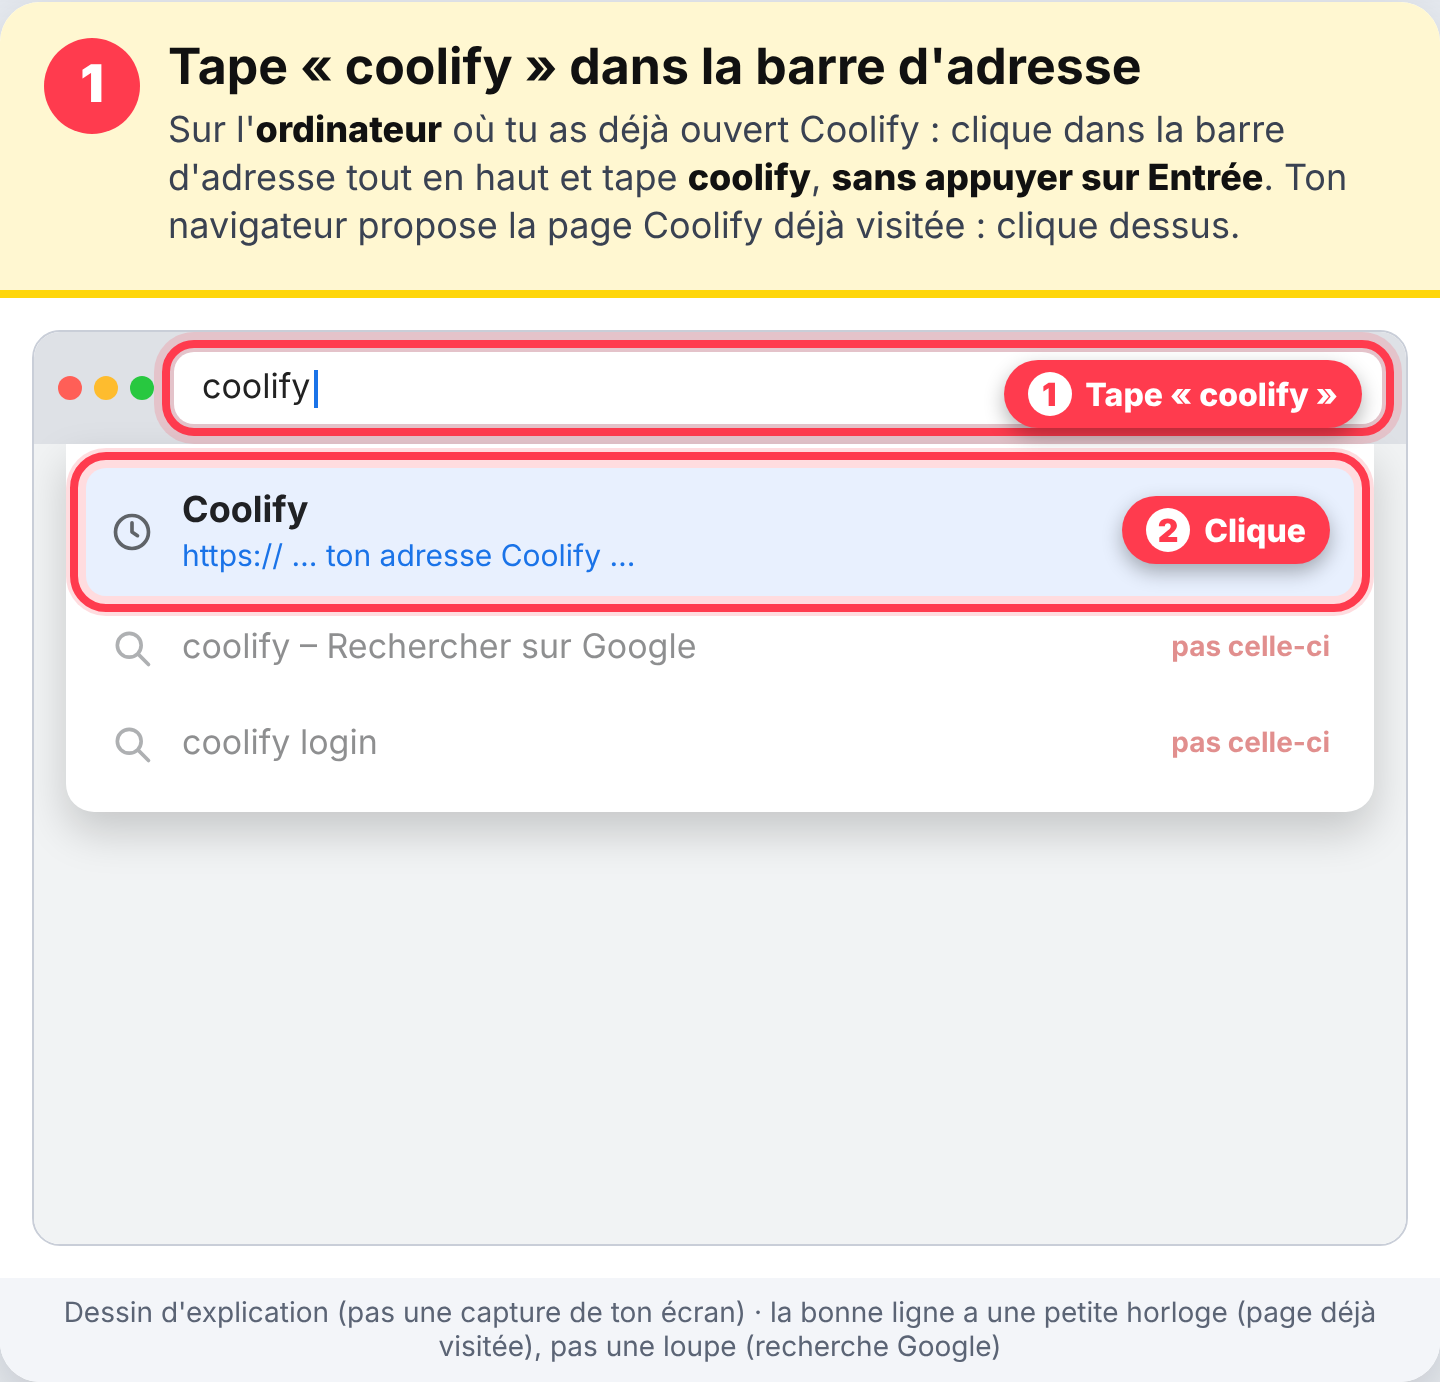 1
Tape « coolify » dans la barre d'adresse
Sur l'ordinateur où tu as déjà ouvert Coolify : clique dans la barre
d'adresse tout en haut et tape coolify, sans appuyer sur Entrée. Ton
navigateur propose la page Coolify déjà visitée : clique dessus.
coolify
1 Tape « coolify »
Coolify
https:// ... ton adresse Coolify ...
2 Clique
coolify – Rechercher sur Google
pas celle-ci
coolify login
pas celle-ci
Dessin d'explication (pas une capture de ton écran) · la bonne ligne a une petite horloge (page déjà
visitée), pas une loupe (recherche Google)